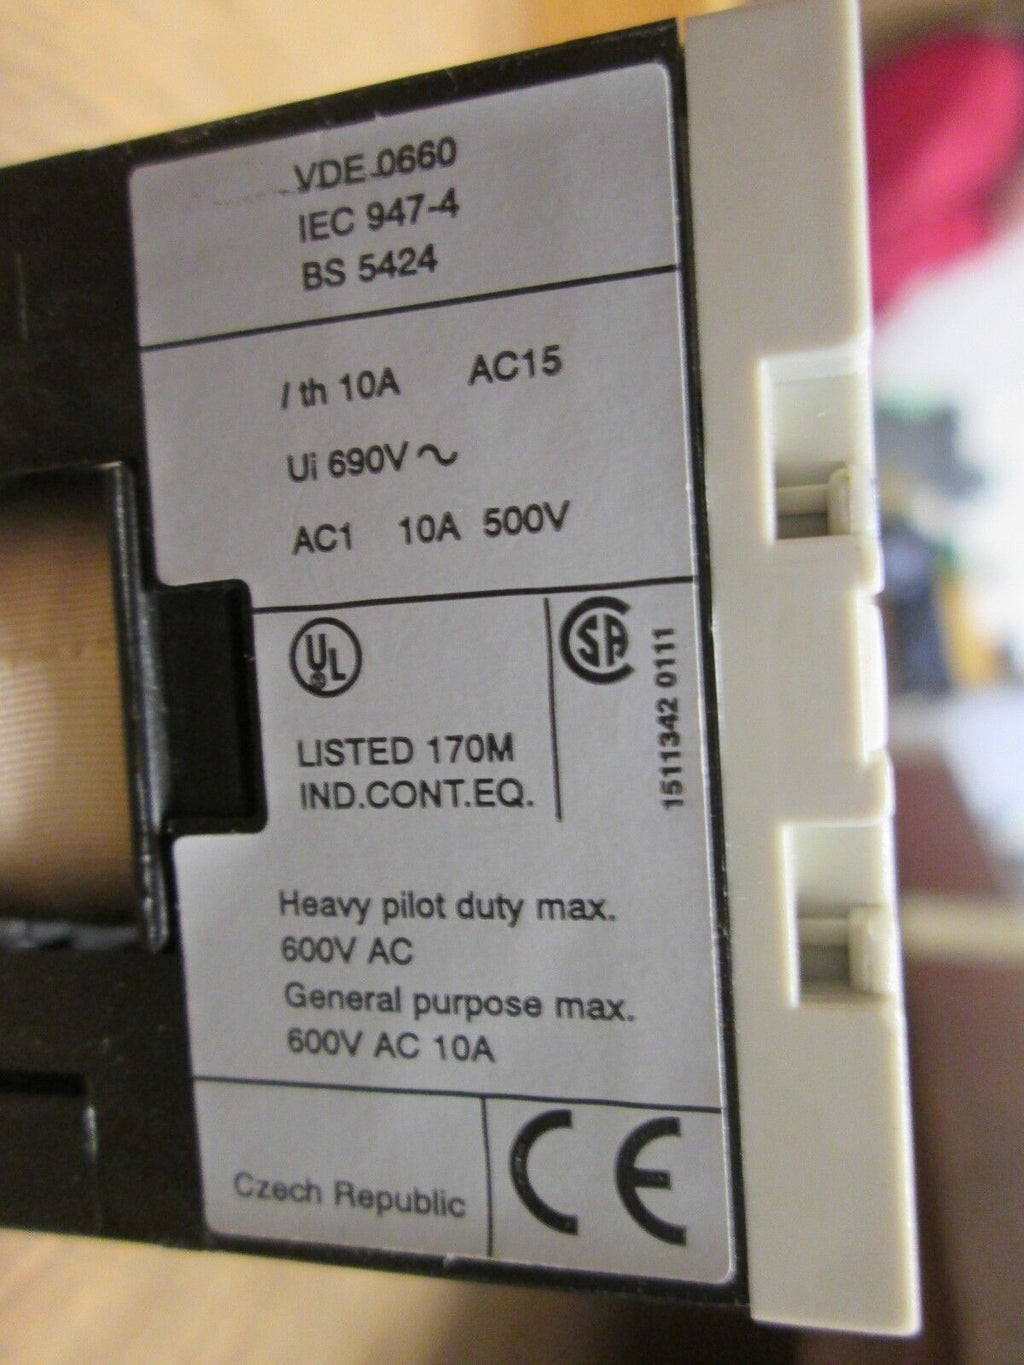 VDE 0660
IEC 947-4
BS 5424
I th 10A AC15
Ui 690V ~
AC1 10A 500V
UL
SA
LISTED 170M
IND.CONT.EQ.
1511342 0111
Heavy pilot duty max.
600V AC
General purpose max.
600V AC 10A
Czech Republic
CE